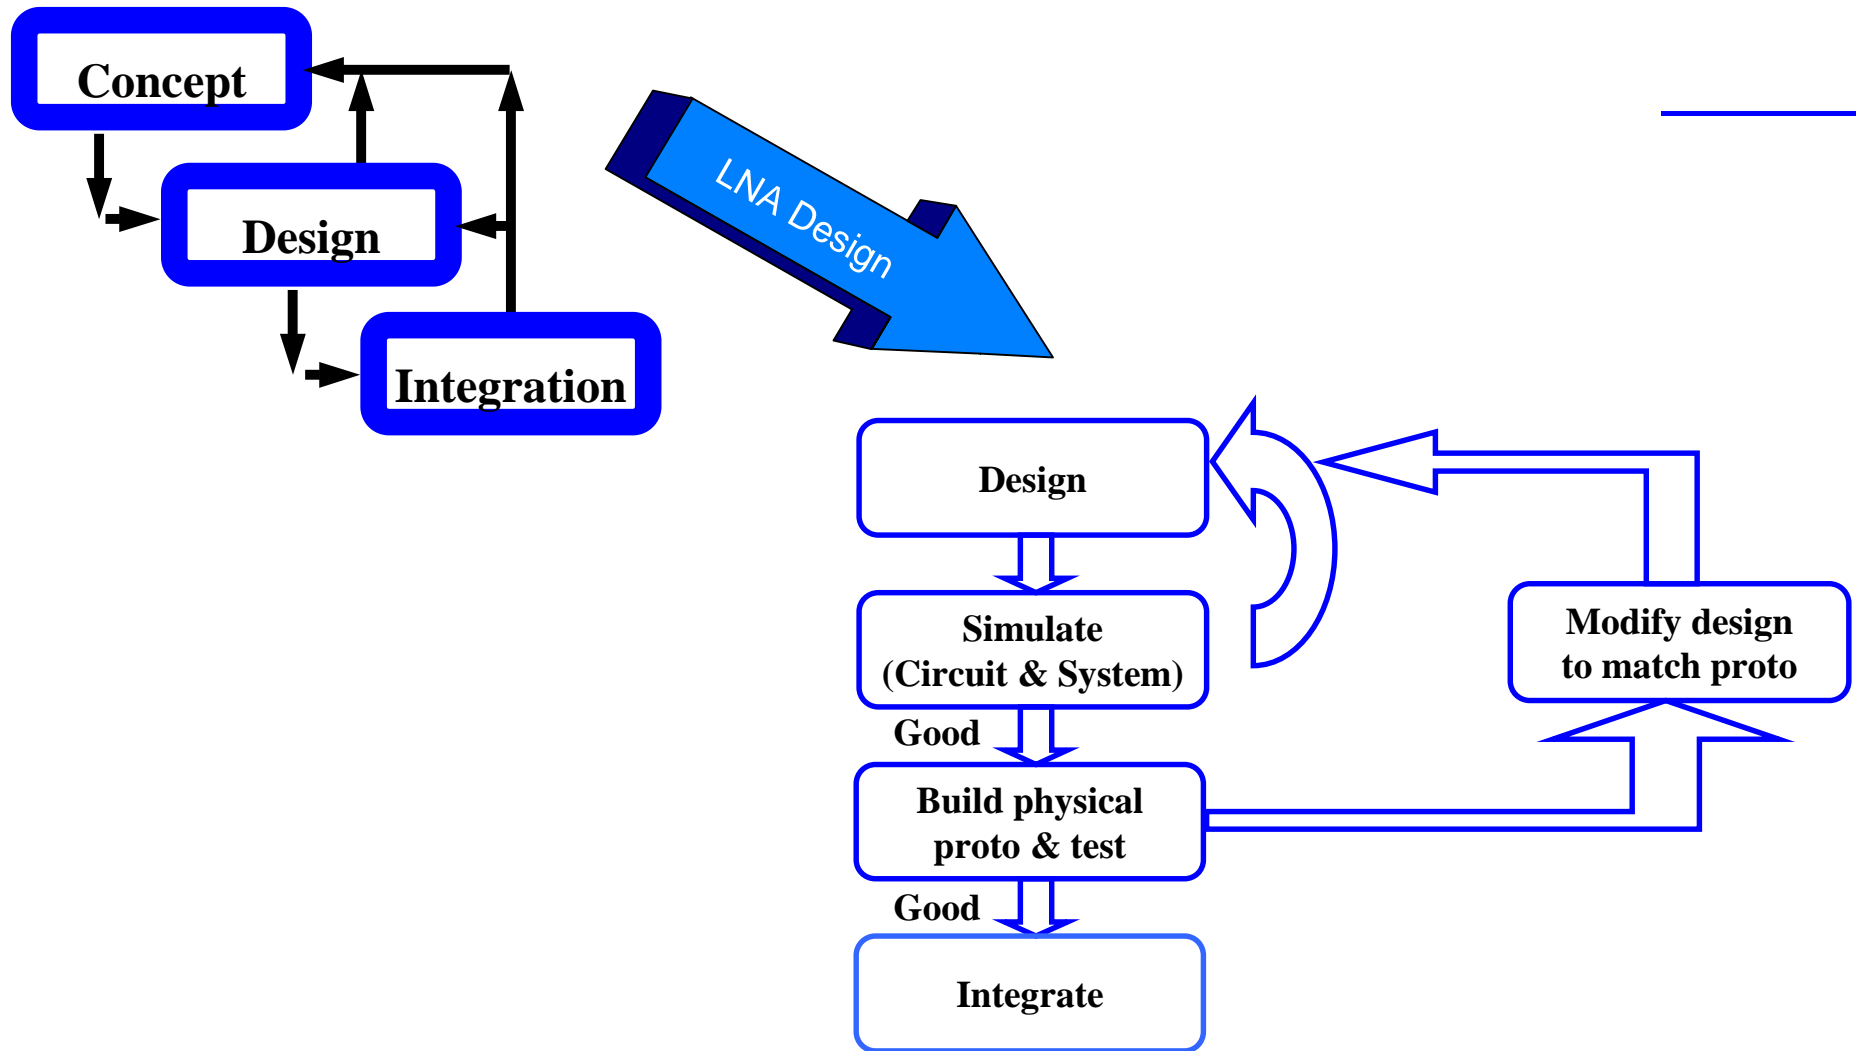 Concept
Design
Integration
LNA Design
Design
Simulate
(Circuit & System)
Modify design
to match proto
Good
Build physical
proto & test
Good
Integrate